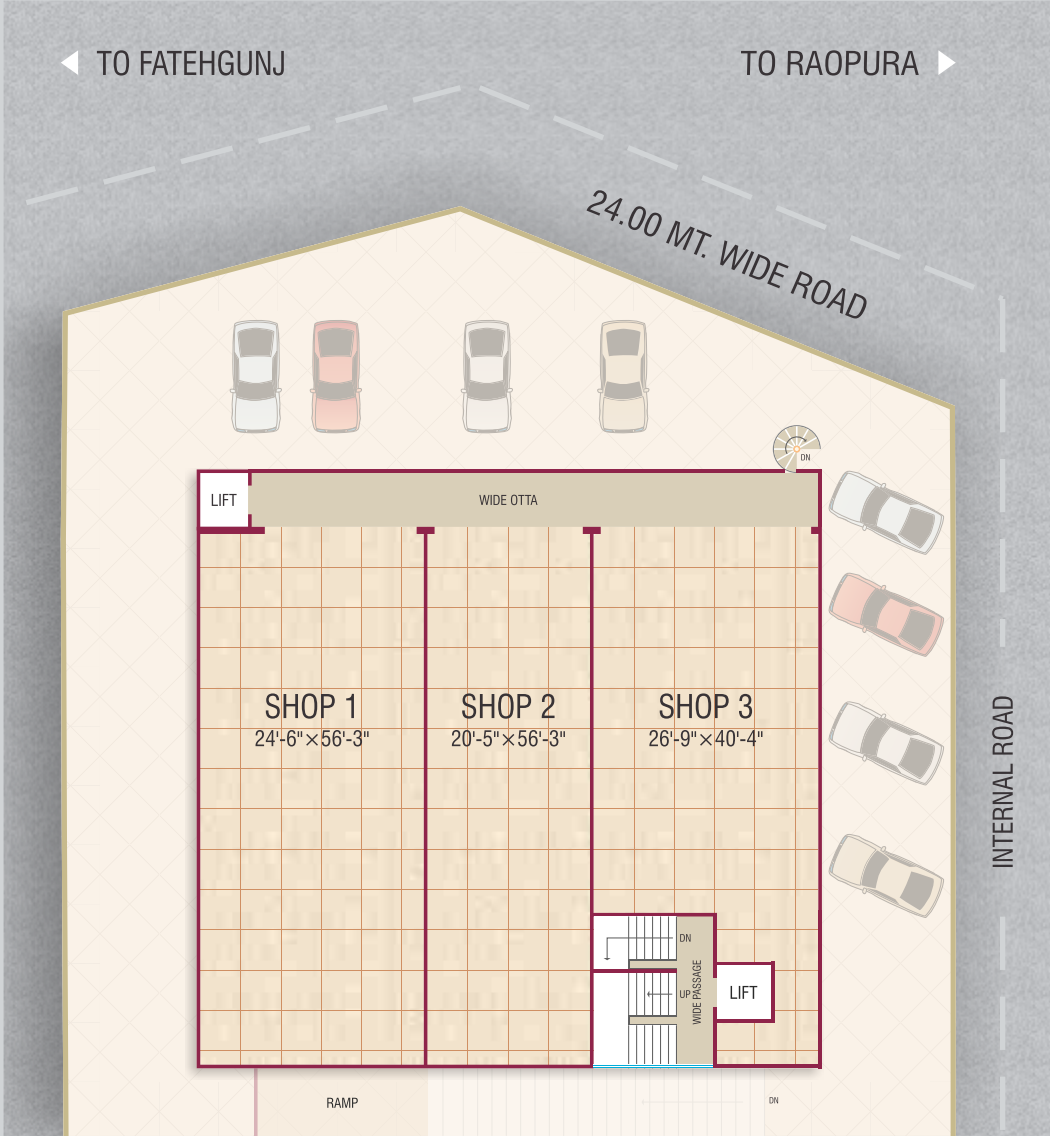 TO FATEHGUNJ
TO RAOPURA
24.00 MT. WIDE ROAD
DN
LIFT
WIDE OTTA
SHOP 1
24'-6"×56'-3"
SHOP 2
20'-5"×56'-3"
SHOP 3
26'-9"×40'-4"
INTERNAL ROAD
DN
UP
WIDE PASSAGE
LIFT
RAMP
DN